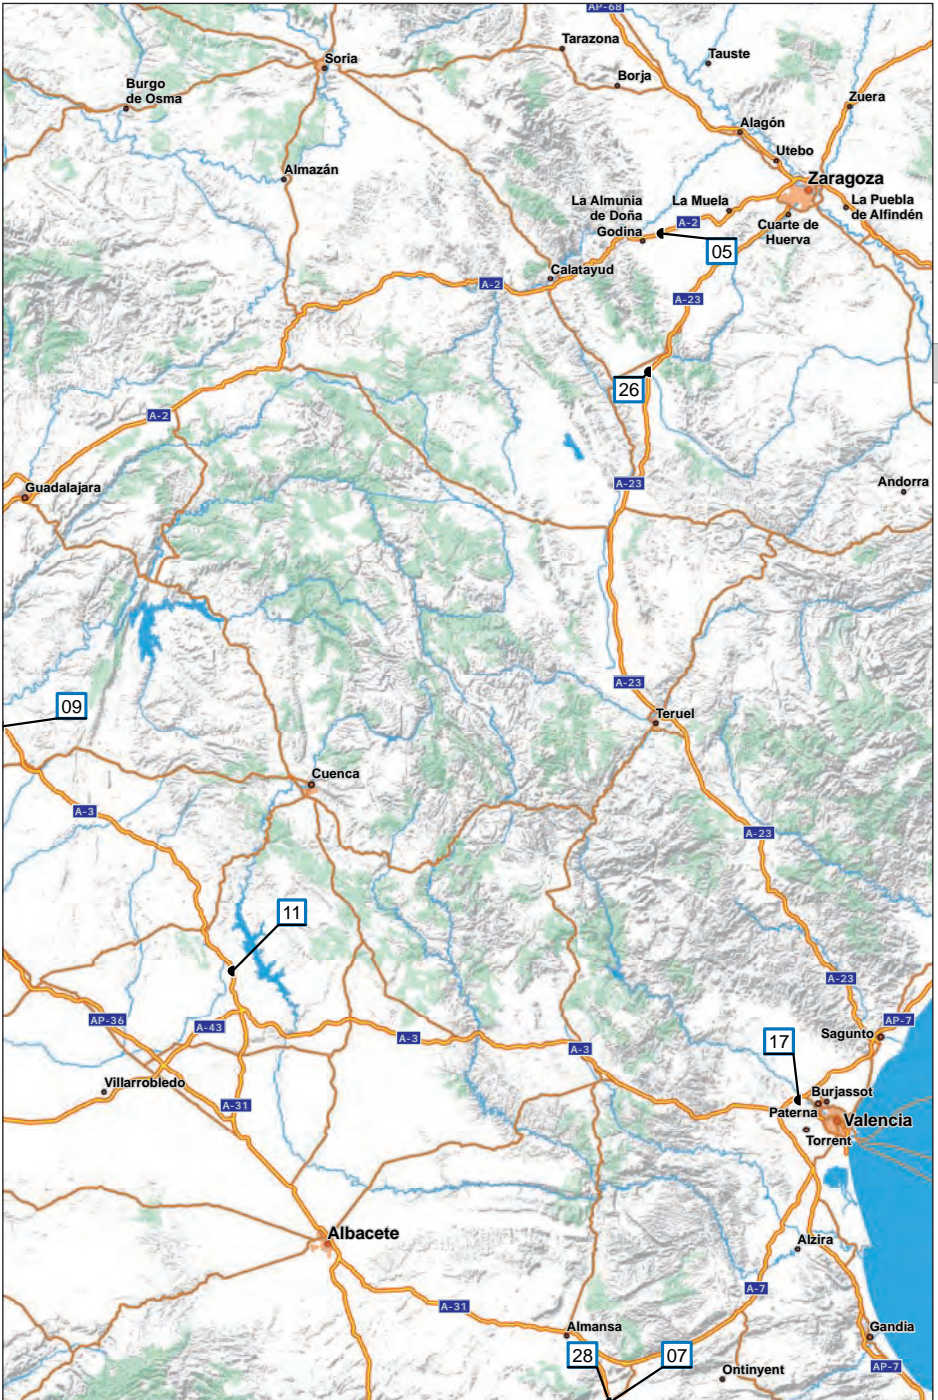 AP-68
Tarazona
Tauste
Soria
Borja
Burgo
de Osma
Zuera
Alagón
Utebo
Almazán
Zaragoza
La Almunia
de Doña
Godina
La Muela
La Puebla
de Alfindén
A-2
Cuarte de
Huerva
05
Calatayud
A-2
A-23
26
A-2
Guadalajara
A-23
Andorra
A-23
09
Teruel
Cuenca
A-3
A-23
11
A-23
AP-36
A-43
A-3
AP-7
Sagunto
17
A-3
Villarrobledo
A-31
Burjassot
Paterna
Valencia
Torrent
Albacete
Alzira
A-7
A-31
Almansa
Gandia
28
07
Ontinyent
AP-7